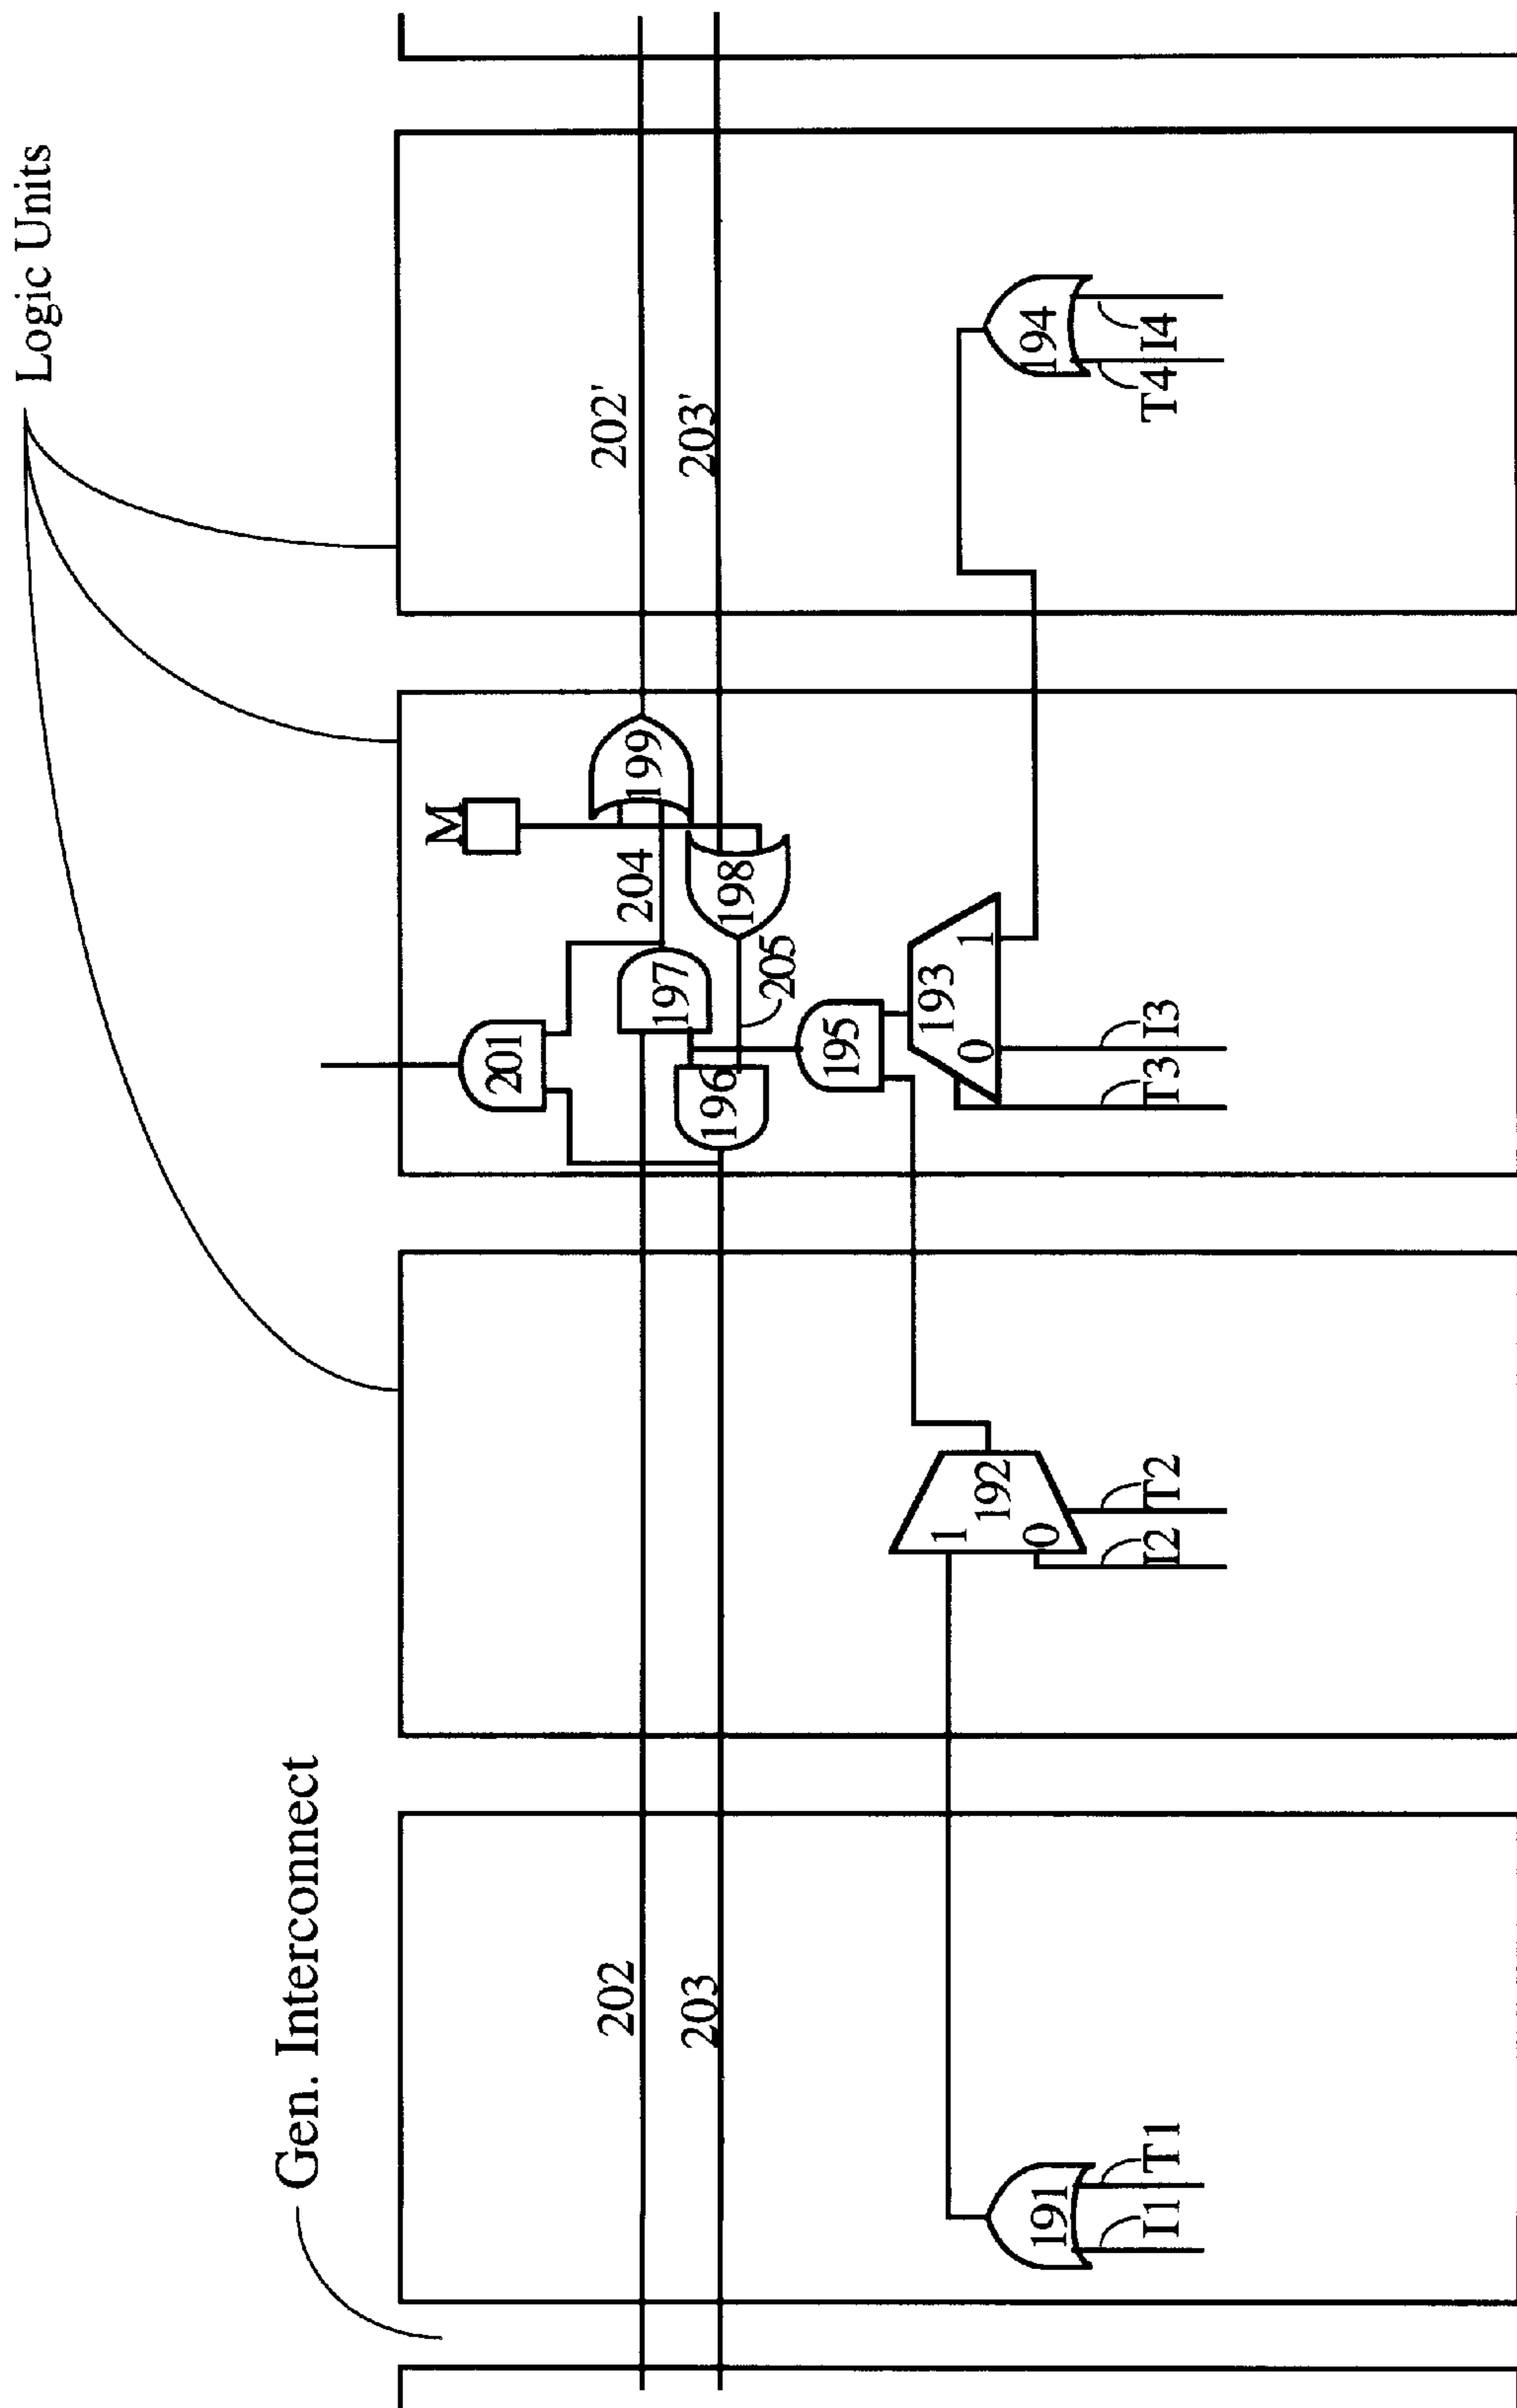 Logic Units
Gen. Interconnect
M
201
202
202'
199
204
197
203
203'
198
205
196
195
193
0
1
192
1
0
191
194
I1
T1
I2
T2
T3
I3
T4
I4